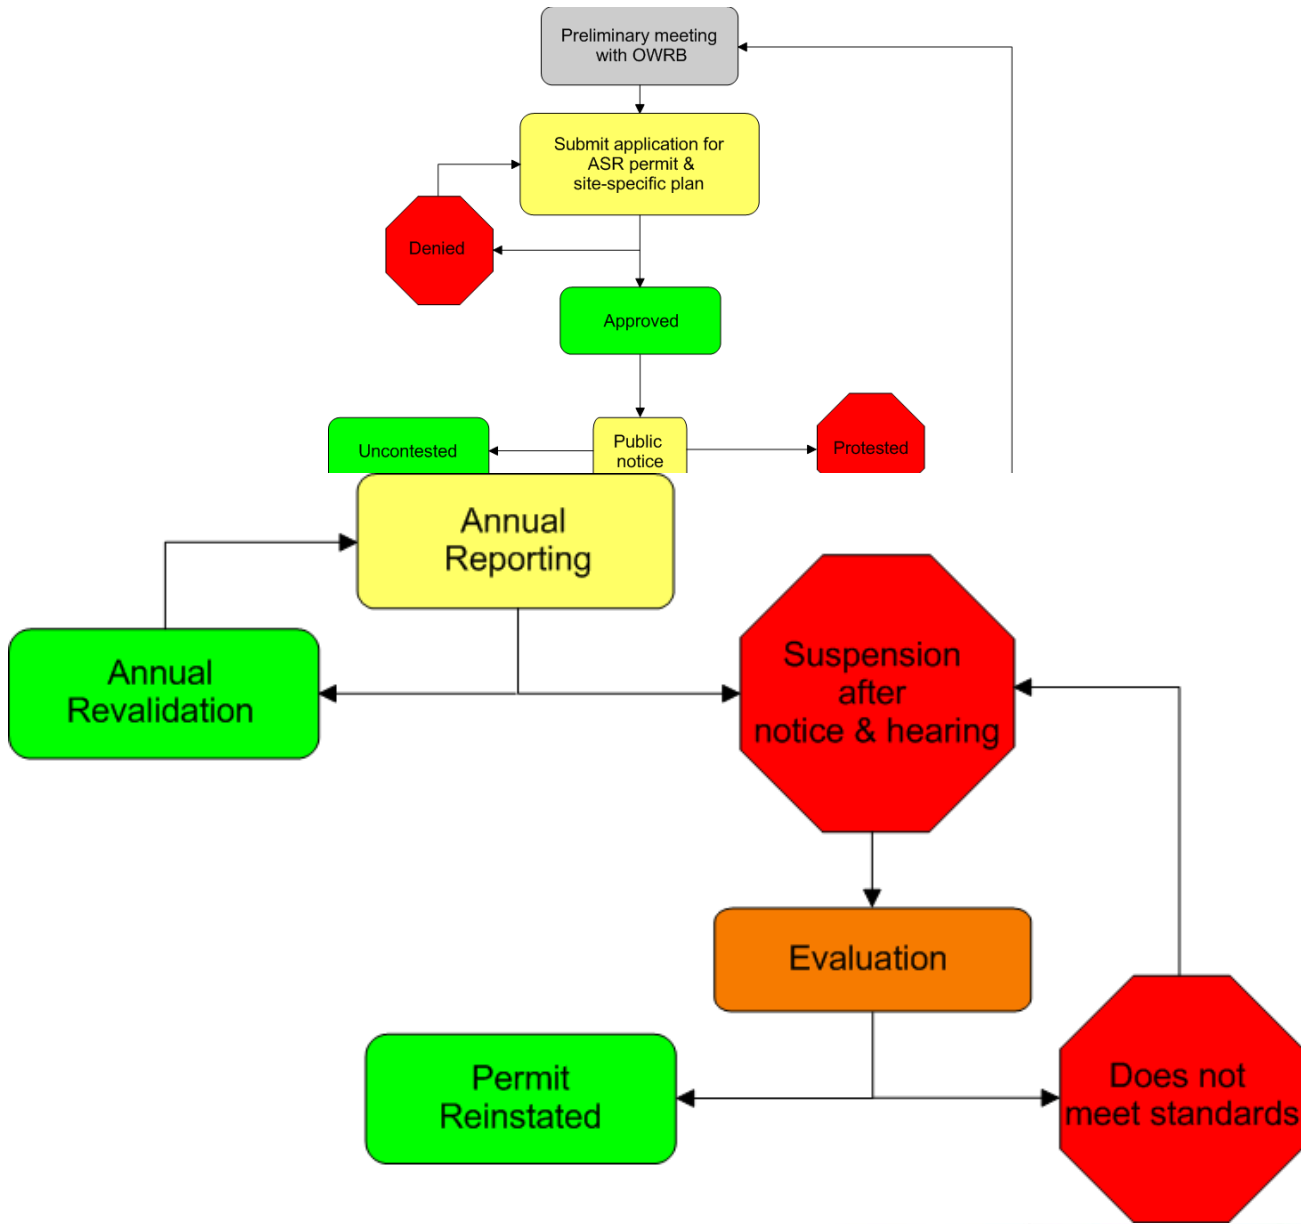 Preliminary meeting
with OWRB
Submit application for
ASR permit &
site-specific plan
Denied
Approved
Uncontested
Public
notice
Protested
Annual
Reporting
Annual
Revalidation
Suspension
after
notice & hearing
Evaluation
Permit
Reinstated
Does not
meet standards